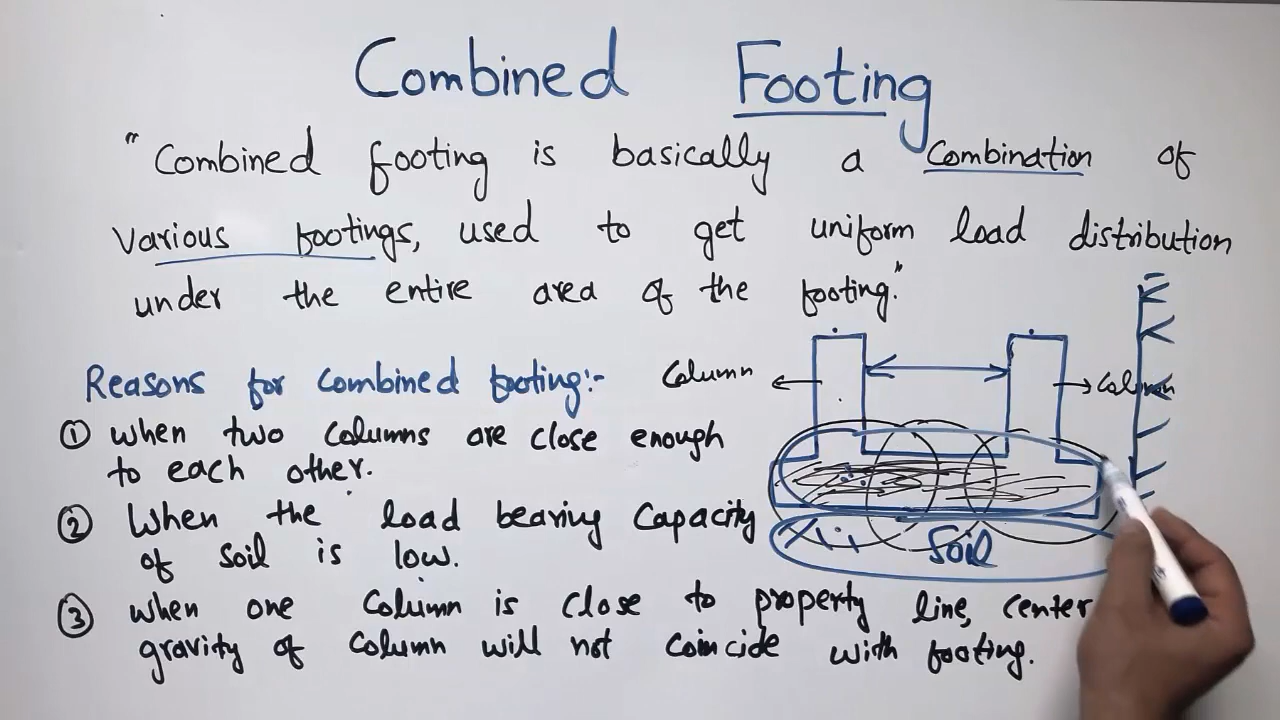 Combined Footing
"Combined footing is basically a Combination of
Various footings, used to get uniform load distribution
under the entire area of the footing."
Reasons for Combined footing:-
① When two Columns are close enough
to each other.
② When the load bearing Capacity
of Soil is low.
③ When one Column is close to property line, center
gravity of Column will not coincide with footing.
Column
Column
Soil